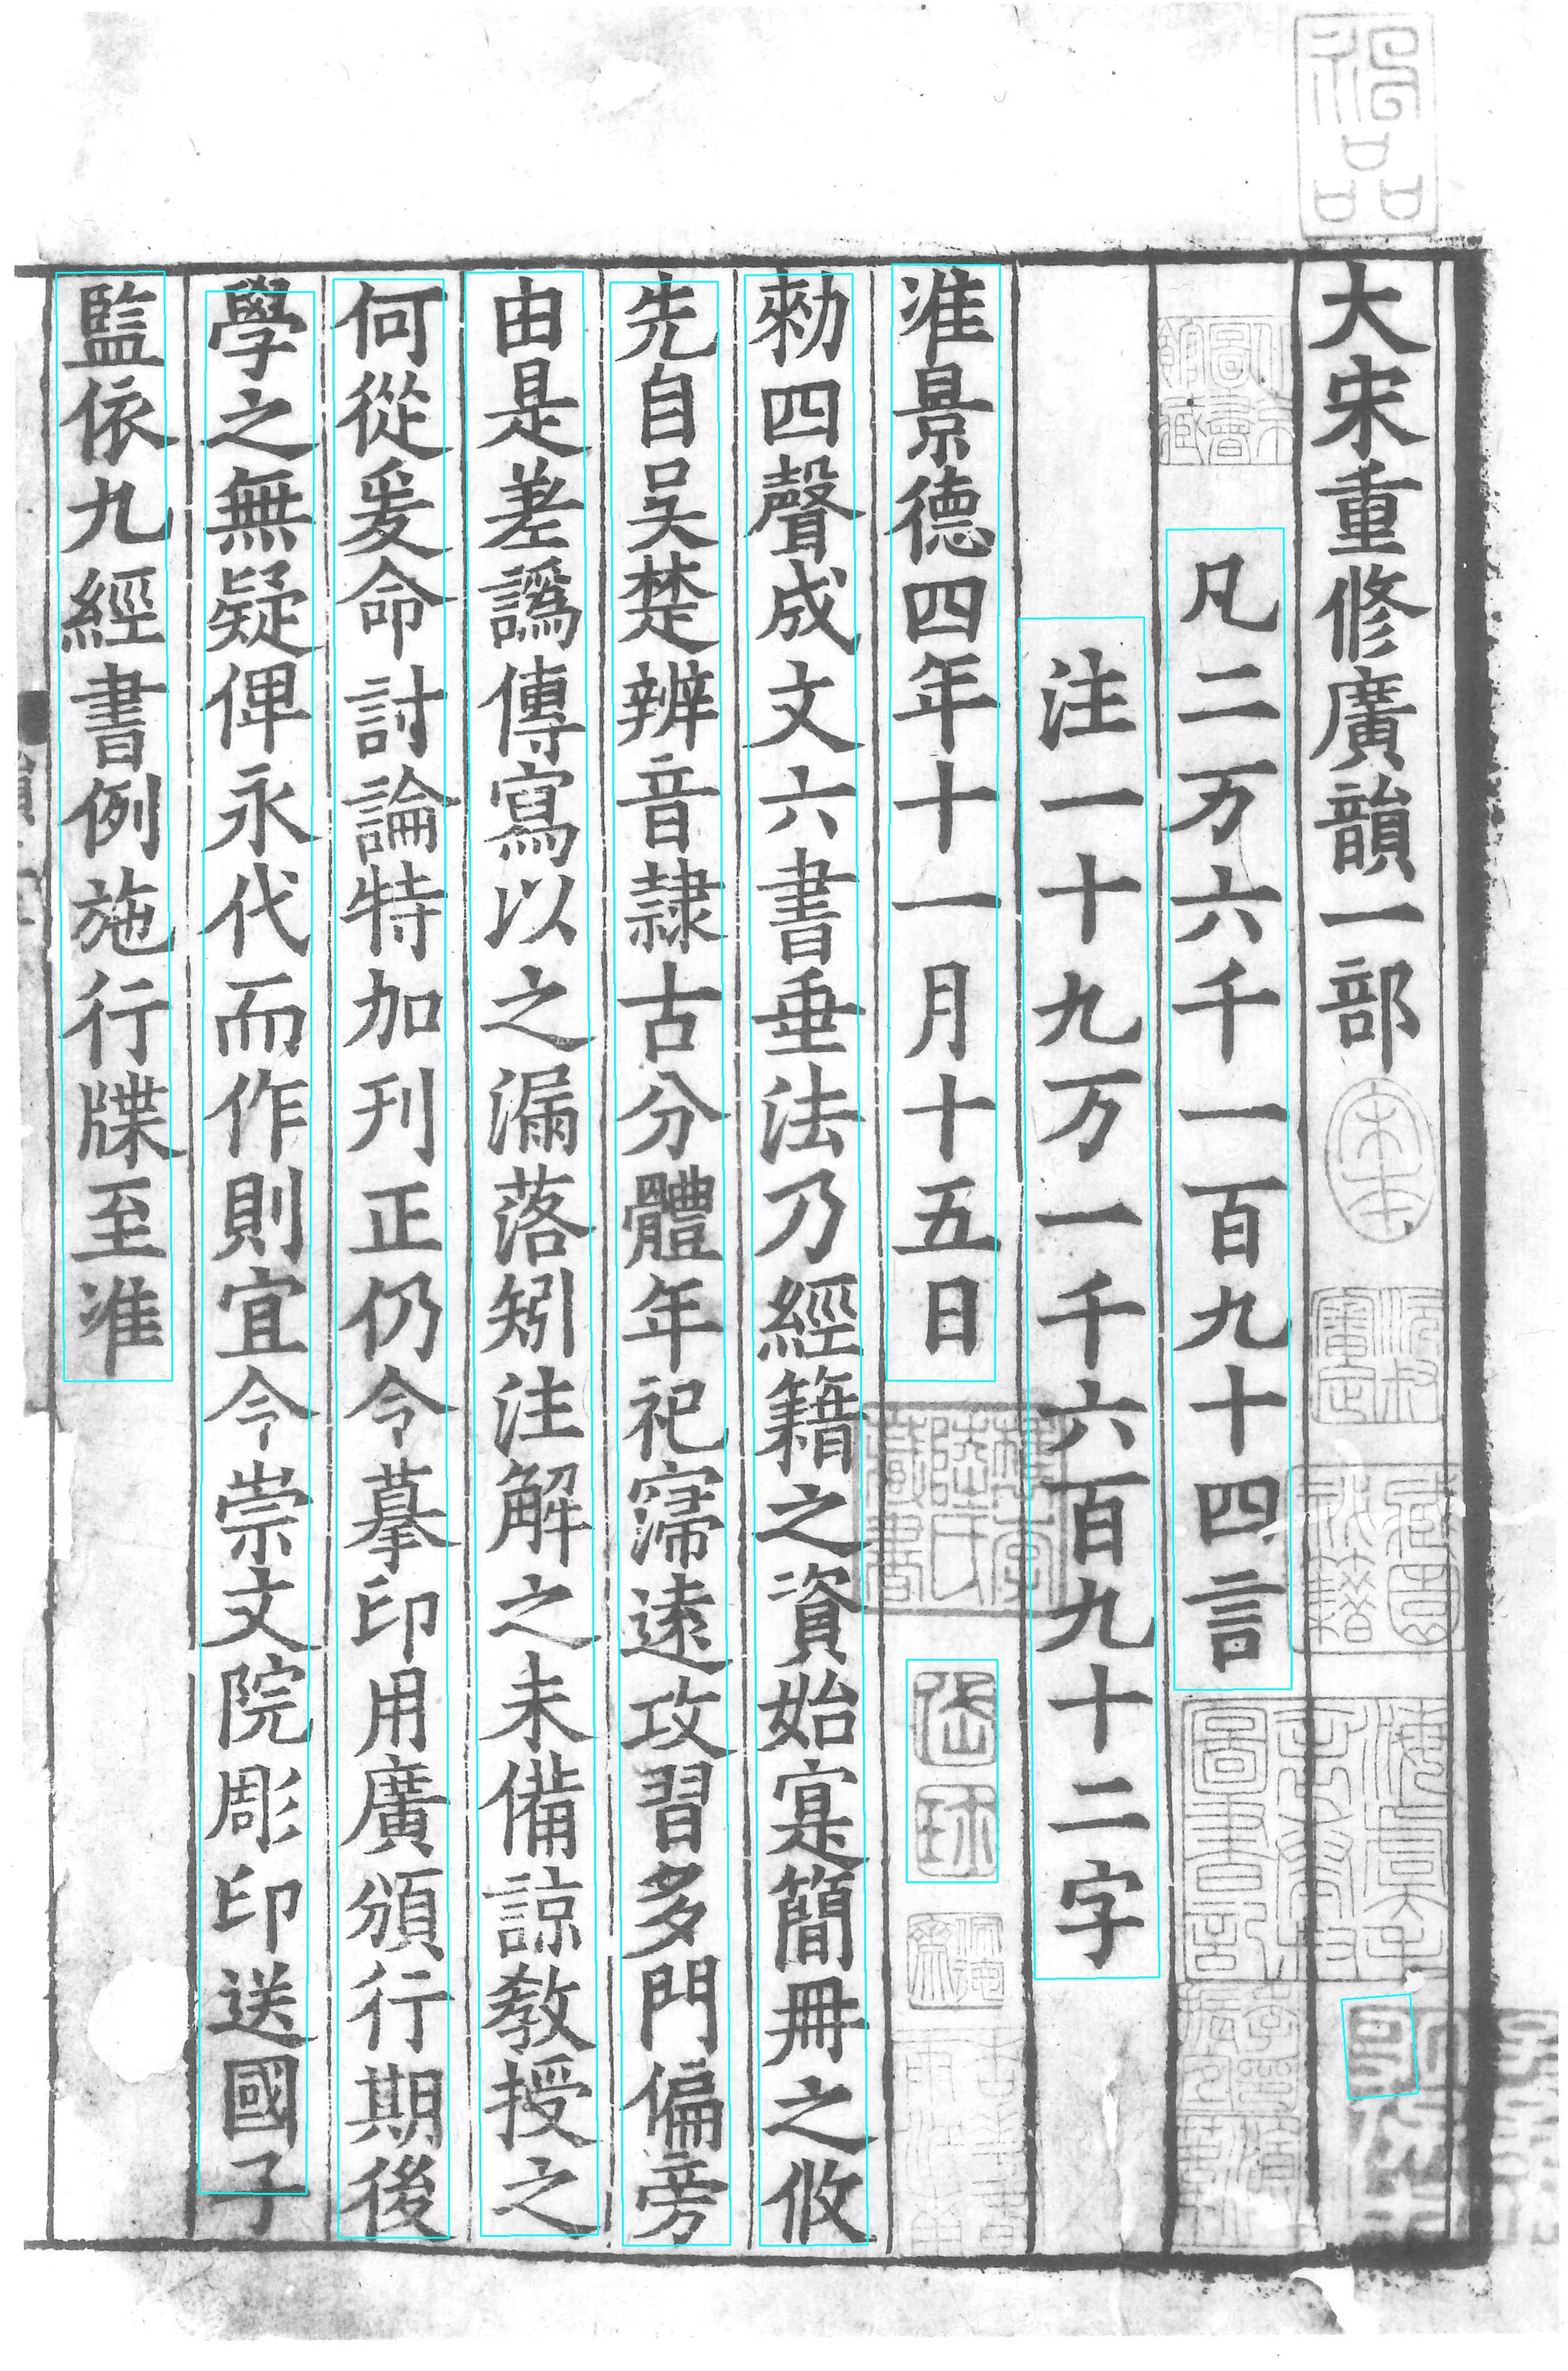 大宋重修廣韻一部
凡二万六千一百九十四言
注一十九万一千六百九十二字
准景德四年十一月十五日
勑四聲成文六書垂法乃經籍之資始寔簡冊之攸
先自吴楚辨音隷古分體年祀寖遠攻習多門偏旁
由是差譌傳寫以之漏落矧注解之未備諒敎授之
何從爰命討論特加刊正仍令摹印用廣頒行期後
學之無疑俾永代而作則宜令崇文院彫印送國子
監依九經書例施行牒至准